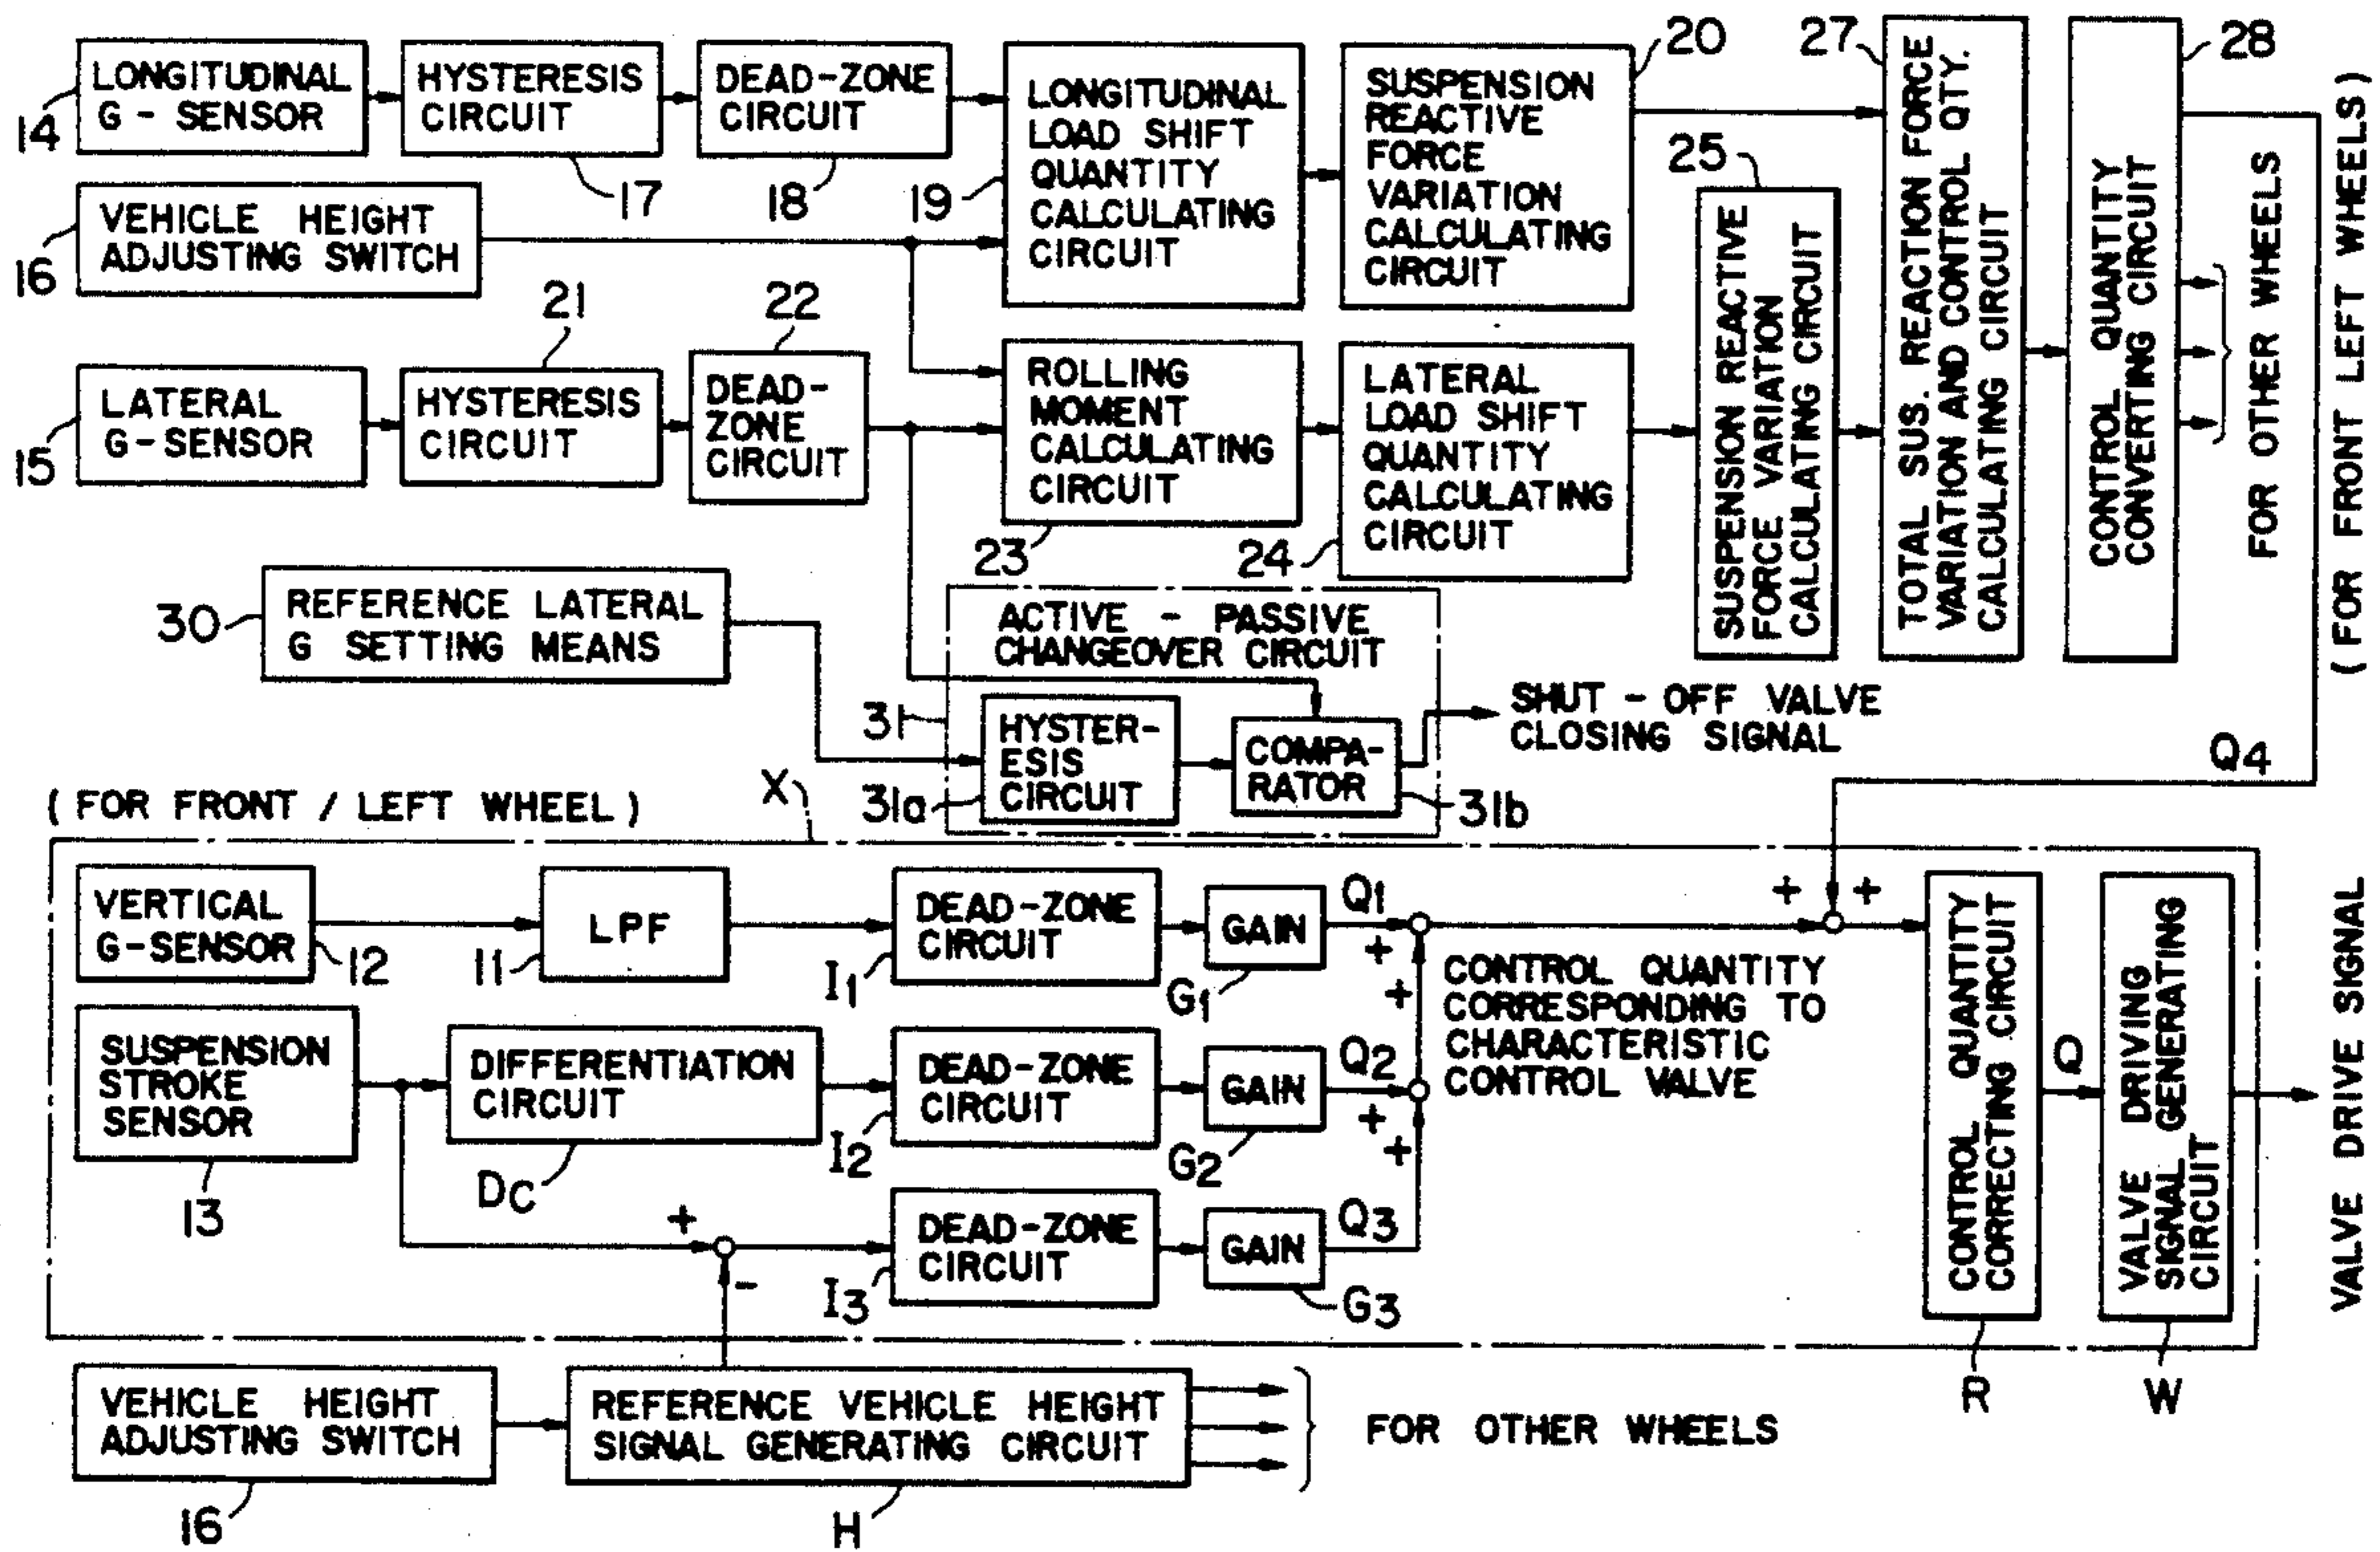 LONGITUDINAL
G - SENSOR
14
HYSTERESIS
CIRCUIT
17
DEAD-ZONE
CIRCUIT
18
LONGITUDINAL
LOAD SHIFT
QUANTITY
CALCULATING
CIRCUIT
19
SUSPENSION
REACTIVE
FORCE
VARIATION
CALCULATING
CIRCUIT
20
27
TOTAL SUS. REACTION FORCE
VARIATION AND CONTROL QTY.
CALCULATING CIRCUIT
28
CONTROL QUANTITY
CONVERTING CIRCUIT
FOR OTHER WHEELS
(FOR FRONT LEFT WHEELS)
VEHICLE HEIGHT
ADJUSTING SWITCH
16
25
SUSPENSION REACTIVE
FORCE VARIATION
CALCULATING CIRCUIT
LATERAL
G-SENSOR
15
21
HYSTERESIS
CIRCUIT
22
DEAD-
ZONE
CIRCUIT
ROLLING
MOMENT
CALCULATING
CIRCUIT
23
LATERAL
LOAD SHIFT
QUANTITY
CALCULATING
CIRCUIT
24
30
REFERENCE LATERAL
G SETTING MEANS
ACTIVE - PASSIVE
CHANGEOVER CIRCUIT
31
HYSTER-
ESIS
CIRCUIT
31a
COMPA-
RATOR
31b
SHUT - OFF VALVE
CLOSING SIGNAL
Q4
(FOR FRONT / LEFT WHEEL)
X
VERTICAL
G-SENSOR
12
LPF
11
DEAD-ZONE
CIRCUIT
I1
GAIN
G1
Q1
+
+
+
+
CONTROL QUANTITY
CORRESPONDING TO
CHARACTERISTIC
CONTROL VALVE
SUSPENSION
STROKE
SENSOR
13
DIFFERENTIATION
CIRCUIT
DC
DEAD-ZONE
CIRCUIT
I2
GAIN
G2
Q2
+
+
+
-
DEAD-ZONE
CIRCUIT
I3
GAIN
G3
Q3
CONTROL QUANTITY
CORRECTING CIRCUIT
R
Q
VALVE DRIVING
SIGNAL GENERATING
CIRCUIT
W
VALVE DRIVE SIGNAL
VEHICLE HEIGHT
ADJUSTING SWITCH
16
REFERENCE VEHICLE HEIGHT
SIGNAL GENERATING CIRCUIT
H
FOR OTHER WHEELS